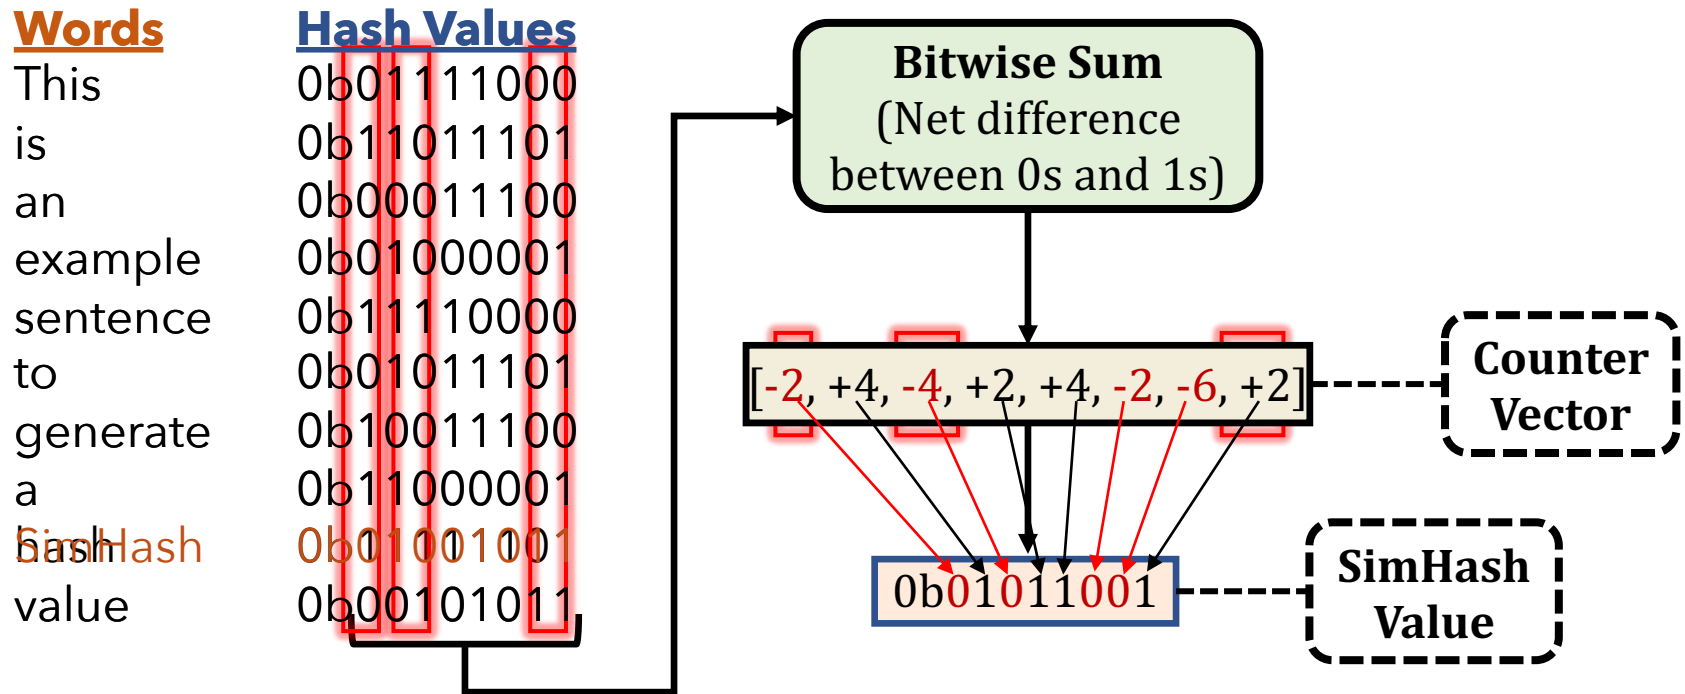 Words Hash Values
This 0b01111000
is 0b11011101
an 0b00011100
example 0b01000001
sentence 0b11110000
to 0b01011101
generate 0b10011100
a 0b11000001
hash
SimHash
value 0b00101011
Bitwise Sum
(Net difference
between 0s and 1s)
[-2, +4, -4, +2, +4, -2, -6, +2]
Counter
Vector
0b01011001
SimHash
Value